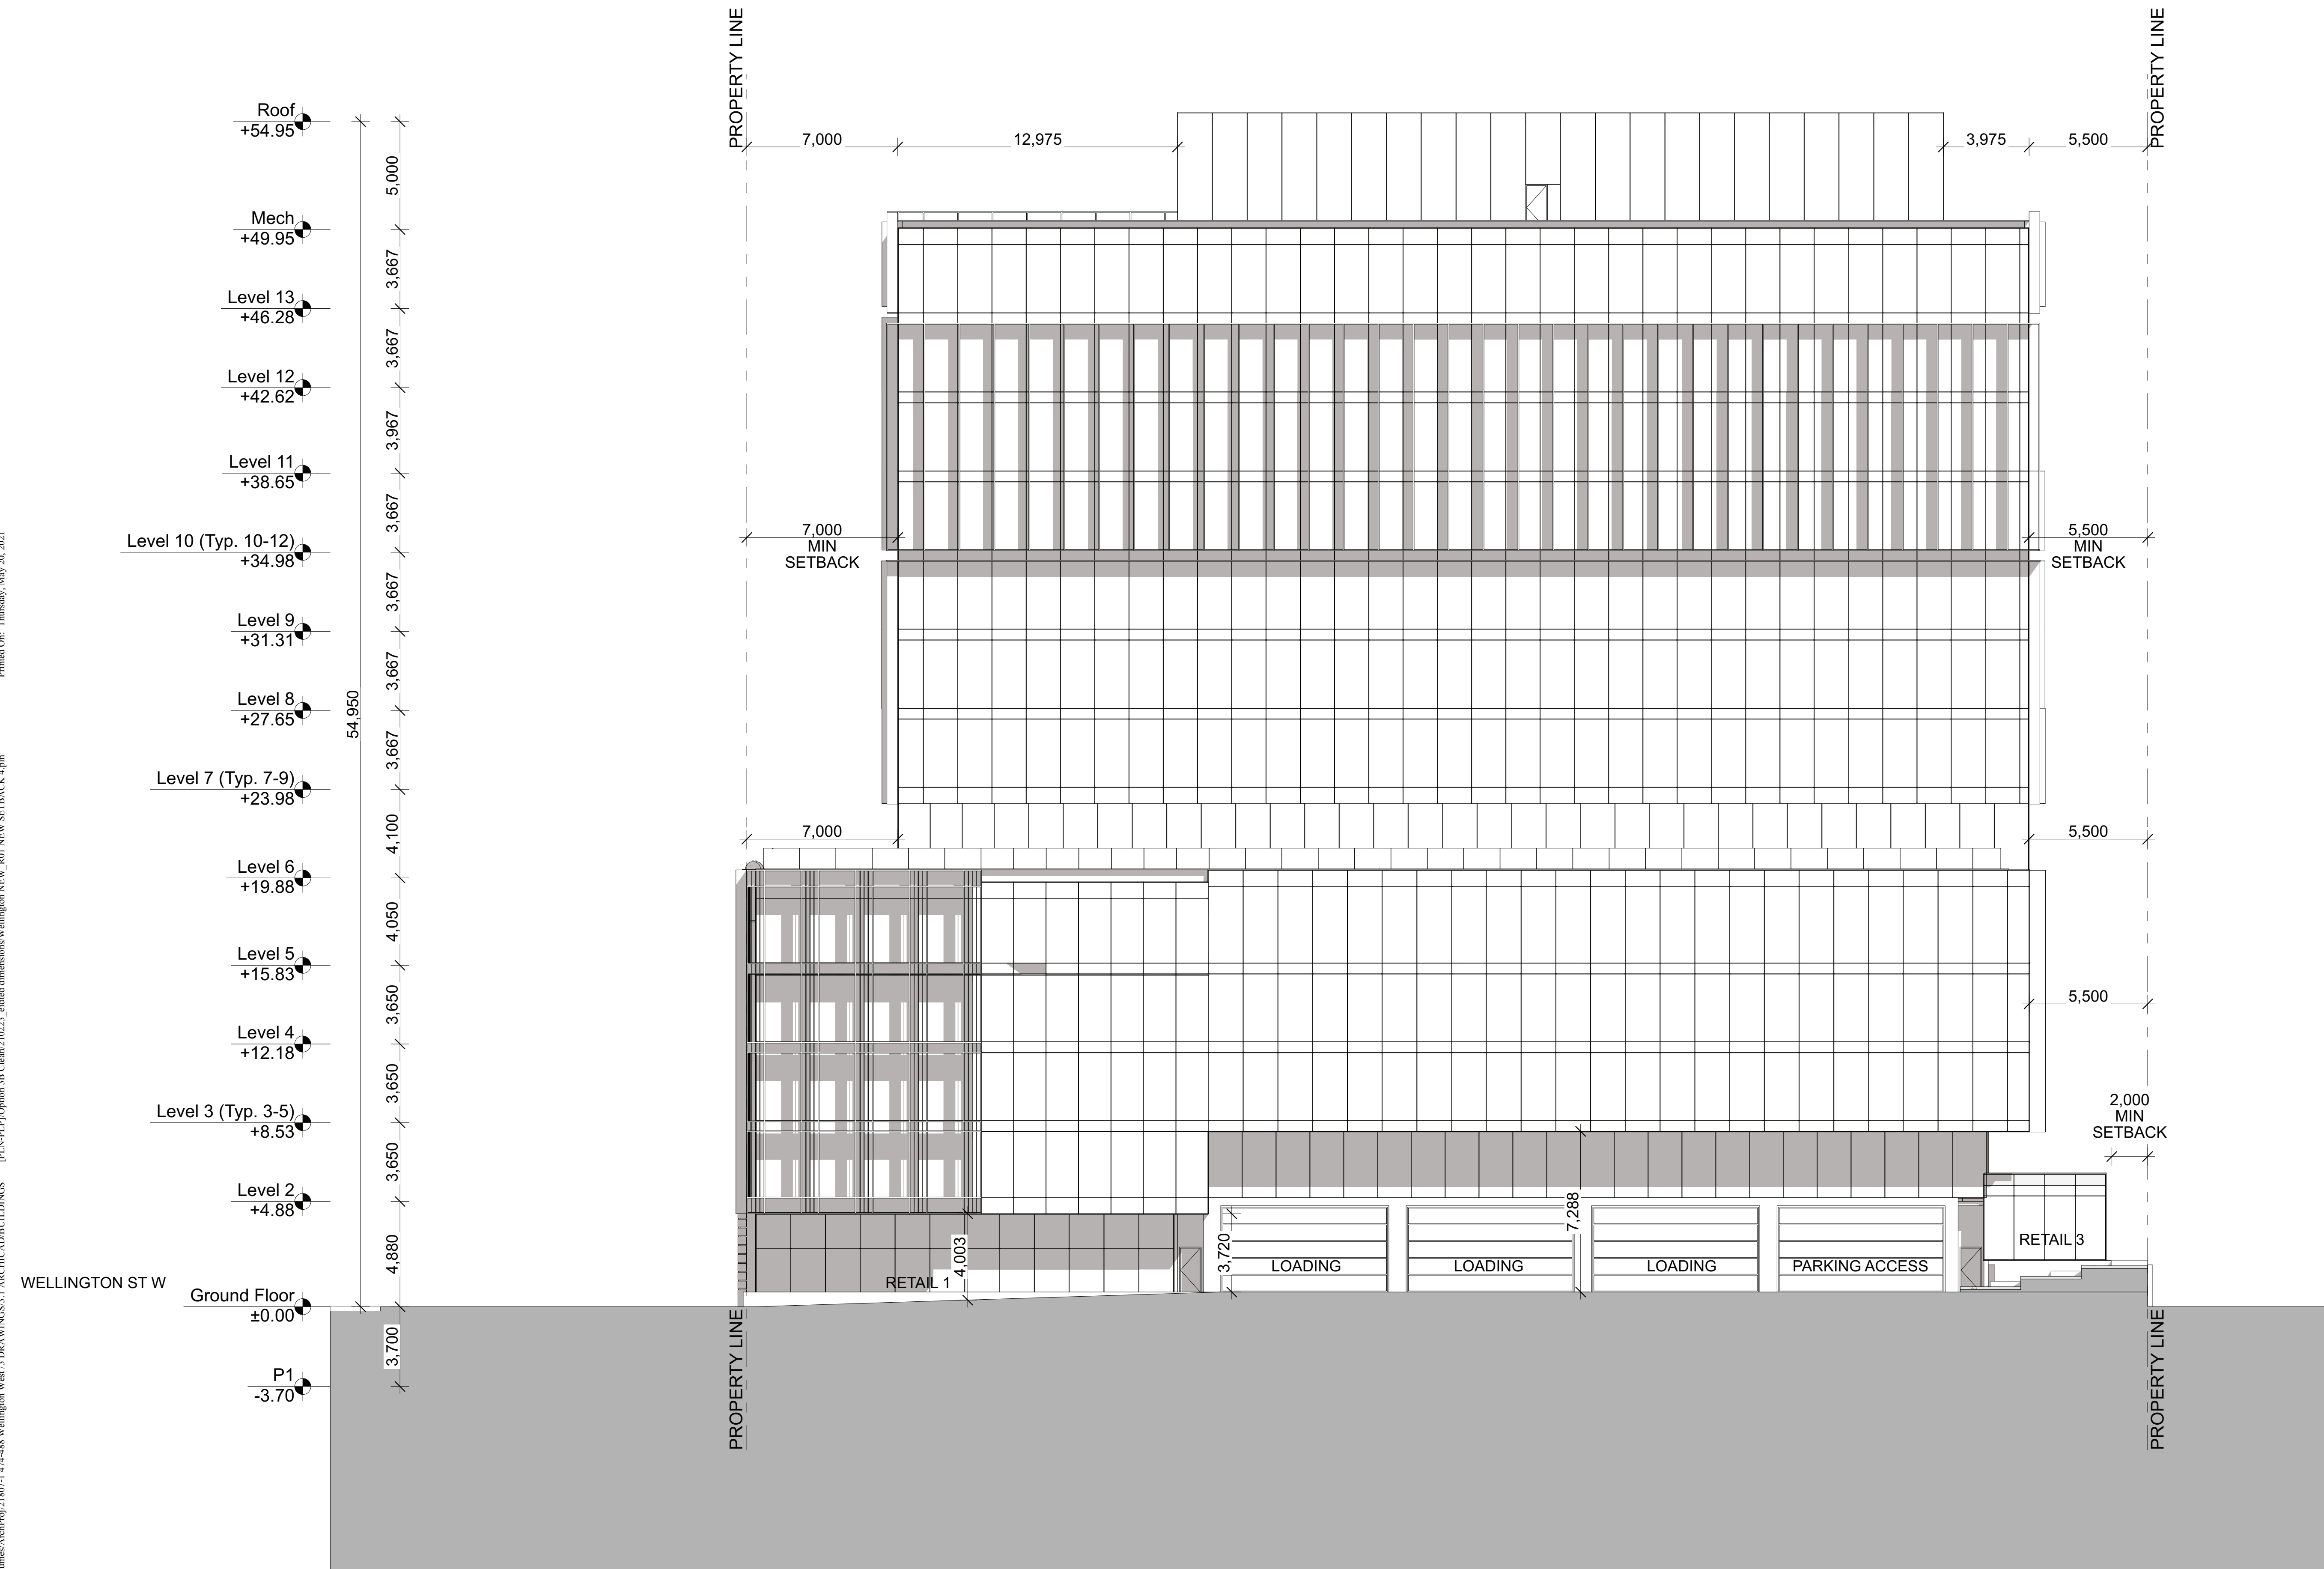 PROPERTY LINE
PROPERTY LINE
Roof
+54.95
7,000
12,975
3,975
5,500
5,000
Mech
+49.95
3,667
Level 13
+46.28
3,667
Level 12
+42.62
3,967
Level 11
+38.65
3,667
7,000
MIN
SETBACK
5,500
MIN
SETBACK
Level 10 (Typ. 10-12)
+34.98
3,667
Level 9
+31.31
3,667
Level 8
+27.65
54,950
3,667
Level 7 (Typ. 7-9)
+23.98
7,000
5,500
4,100
Level 6
+19.88
4,050
Level 5
+15.83
5,500
3,650
Level 4
+12.18
3,650
Level 3 (Typ. 3-5)
+8.53
2,000
MIN
SETBACK
3,650
Level 2
+4.88
7,288
4,880
4,003
3,720
RETAIL 3
LOADING
LOADING
LOADING
PARKING ACCESS
WELLINGTON ST W
RETAIL 1
Ground Floor
±0.00
3,700
P1
-3.70
PROPERTY LINE
PROPERTY LINE
Printed On: Thursday, May 20, 2021